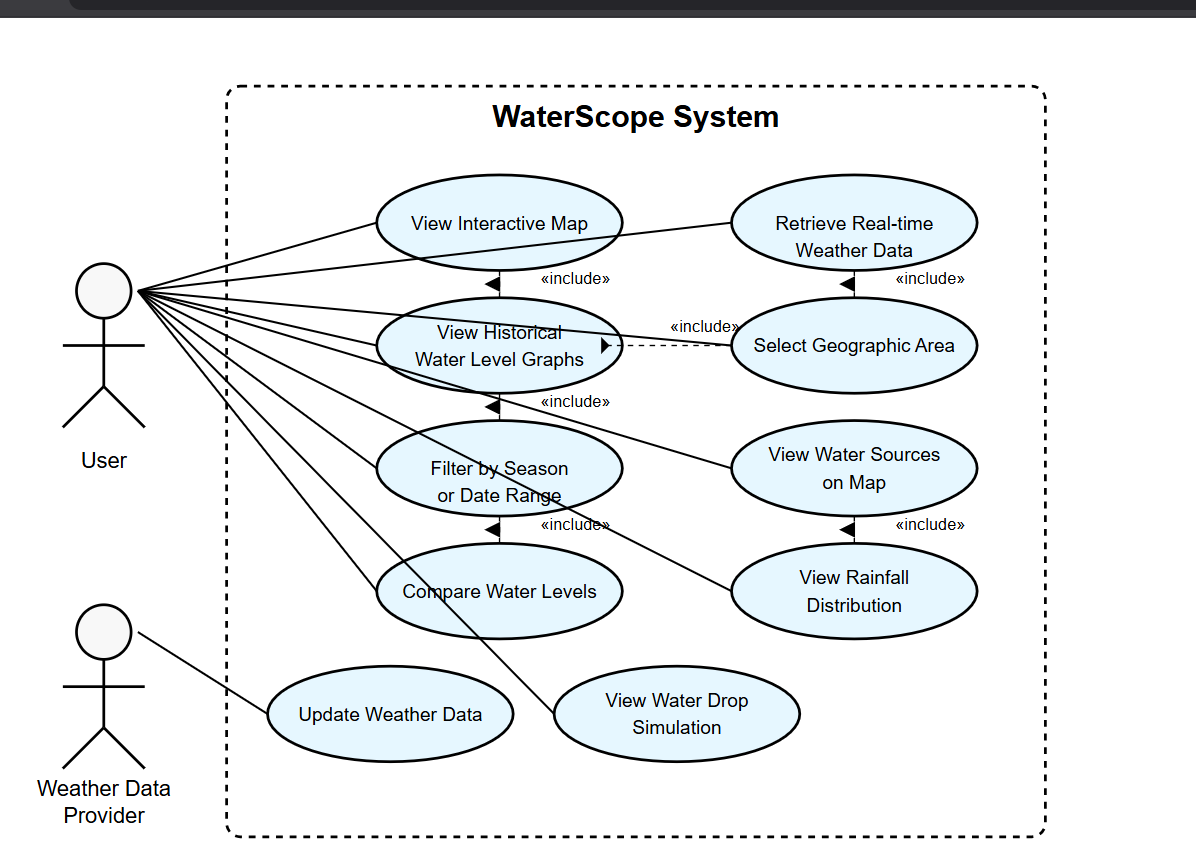 WaterScope System
View Interactive Map
Retrieve Real-time
Weather Data
«include»
«include»
View Historical
Water Level Graphs
«include»
Select Geographic Area
«include»
User
Filter by Season
or Date Range
View Water Sources
on Map
«include»
«include»
Compare Water Levels
View Rainfall
Distribution
Update Weather Data
View Water Drop
Simulation
Weather Data
Provider